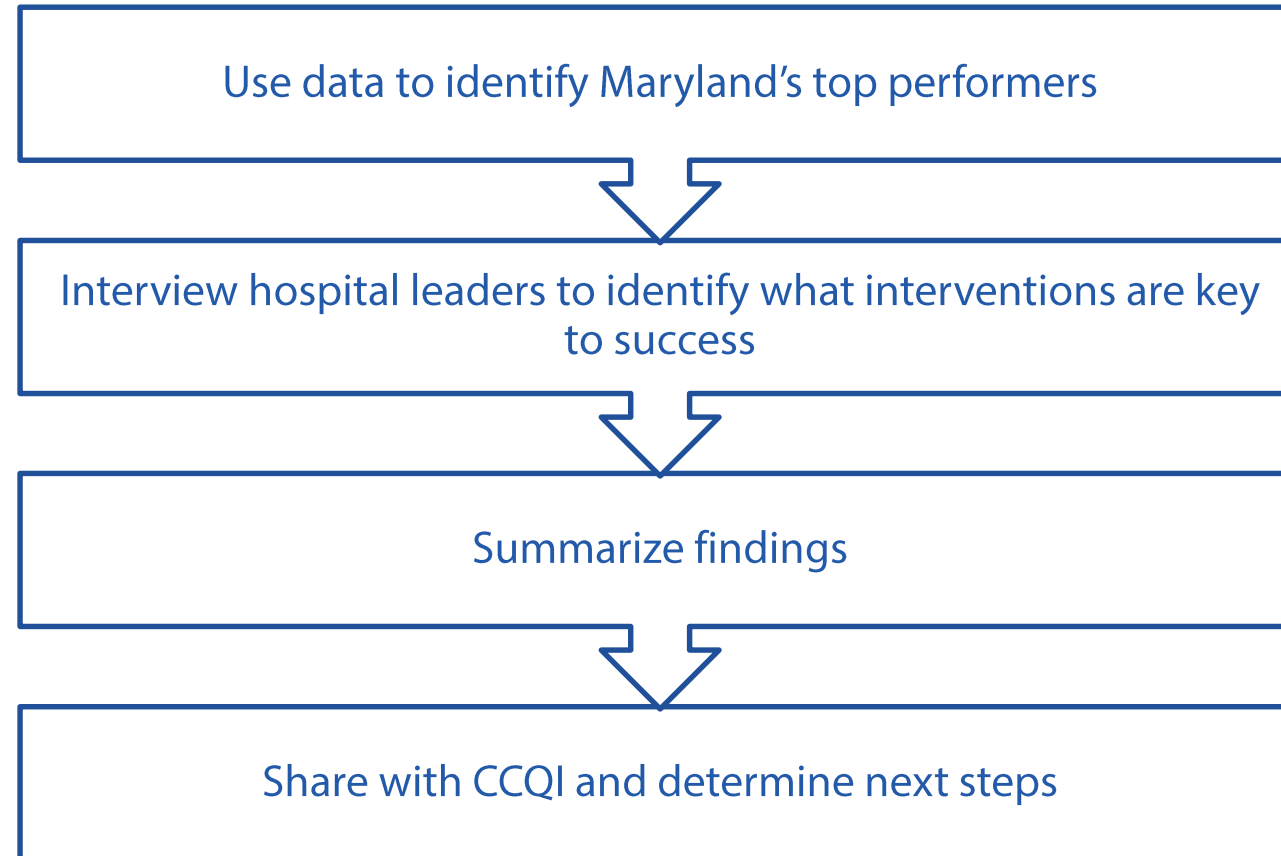 Use data to identify Maryland’s top performers
Interview hospital leaders to identify what interventions are key
to success
Summarize findings
Share with CCQI and determine next steps